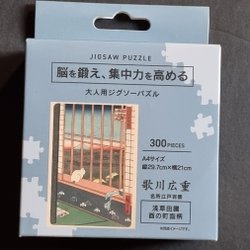 JIGSAW PUZZLE
脳を鍛え、集中力を高める
大人用ジグソーパズル
300 PIECES
A4サイズ
縦29.7cm×横21cm
歌川広重
名所江戸百景
浅草田圃
酉の町詣